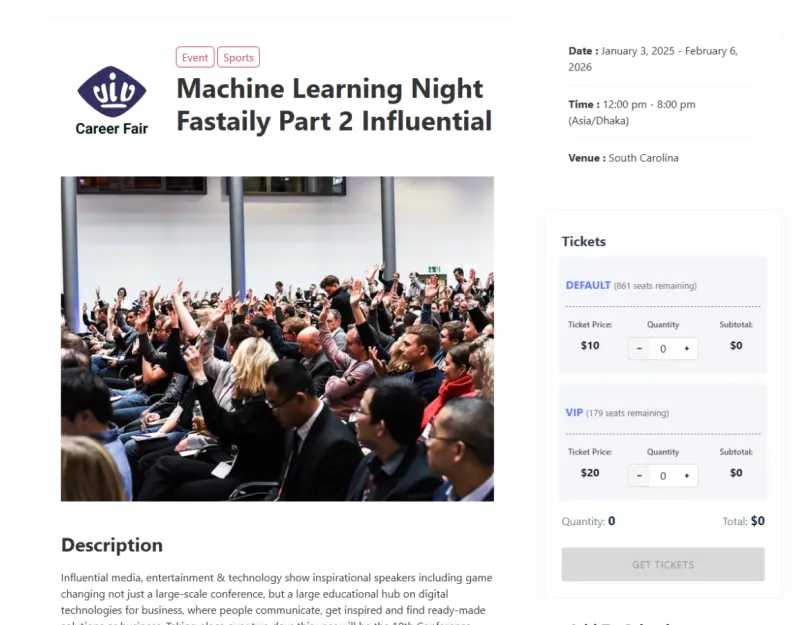 Event Sports
Machine Learning Night
Fastaily Part 2 Influential
Career Fair
Description
Influential media, entertainment & technology show inspirational speakers including game
changing not just a large-scale conference, but a large educational hub on digital
technologies for business, where people communicate, get inspired and find ready-made
Date : January 3, 2025 - February 6,
2026
Time : 12:00 pm - 8:00 pm
(Asia/Dhaka)
Venue : South Carolina
Tickets
DEFAULT (861 seats remaining)
Ticket Price: Quantity Subtotal:
$10 - 0 + $0
VIP (179 seats remaining)
Ticket Price: Quantity Subtotal:
$20 - 0 + $0
Quantity: 0 Total: $0
GET TICKETS